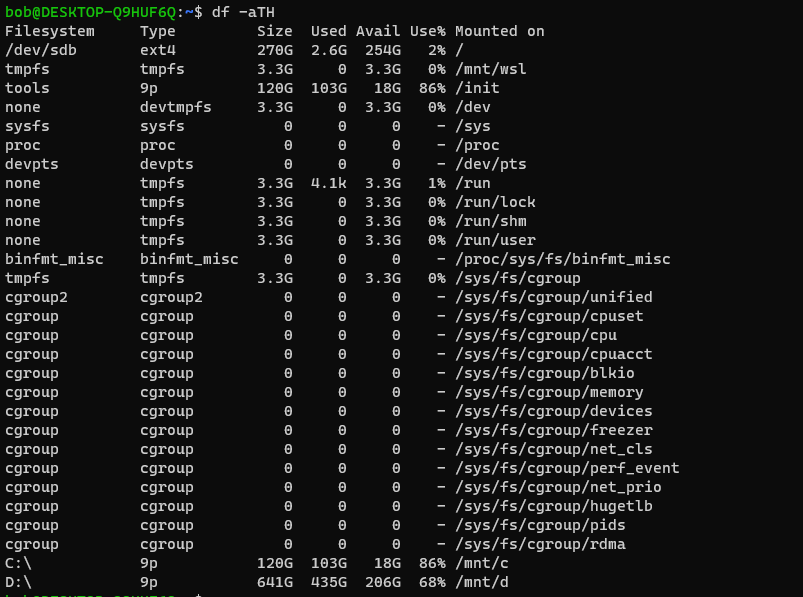 bob@DESKTOP-Q9HUF6Q:~$ df -aTH
Filesystem     Type         Size  Used Avail Use% Mounted on
/dev/sdb       ext4         270G  2.6G  254G   2% /
tmpfs          tmpfs        3.3G     0  3.3G   0% /mnt/wsl
tools          9p           120G  103G   18G  86% /init
none           devtmpfs     3.3G     0  3.3G   0% /dev
sysfs          sysfs           0     0     0    - /sys
proc           proc            0     0     0    - /proc
devpts         devpts          0     0     0    - /dev/pts
none           tmpfs        3.3G  4.1k  3.3G   1% /run
none           tmpfs        3.3G     0  3.3G   0% /run/lock
none           tmpfs        3.3G     0  3.3G   0% /run/shm
none           tmpfs        3.3G     0  3.3G   0% /run/user
binfmt_misc    binfmt_misc     0     0     0    - /proc/sys/fs/binfmt_misc
tmpfs          tmpfs        3.3G     0  3.3G   0% /sys/fs/cgroup
cgroup2        cgroup2         0     0     0    - /sys/fs/cgroup/unified
cgroup         cgroup          0     0     0    - /sys/fs/cgroup/cpuset
cgroup         cgroup          0     0     0    - /sys/fs/cgroup/cpu
cgroup         cgroup          0     0     0    - /sys/fs/cgroup/cpuacct
cgroup         cgroup          0     0     0    - /sys/fs/cgroup/blkio
cgroup         cgroup          0     0     0    - /sys/fs/cgroup/memory
cgroup         cgroup          0     0     0    - /sys/fs/cgroup/devices
cgroup         cgroup          0     0     0    - /sys/fs/cgroup/freezer
cgroup         cgroup          0     0     0    - /sys/fs/cgroup/net_cls
cgroup         cgroup          0     0     0    - /sys/fs/cgroup/perf_event
cgroup         cgroup          0     0     0    - /sys/fs/cgroup/net_prio
cgroup         cgroup          0     0     0    - /sys/fs/cgroup/hugetlb
cgroup         cgroup          0     0     0    - /sys/fs/cgroup/pids
cgroup         cgroup          0     0     0    - /sys/fs/cgroup/rdma
C:\            9p           120G  103G   18G  86% /mnt/c
D:\            9p           641G  435G  206G  68% /mnt/d